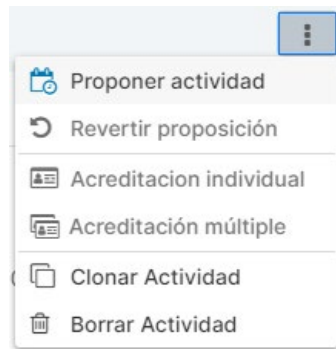 Proponer actividad
Revertir proposición
Acreditacion individual
Acreditación múltiple
Clonar Actividad
Borrar Actividad